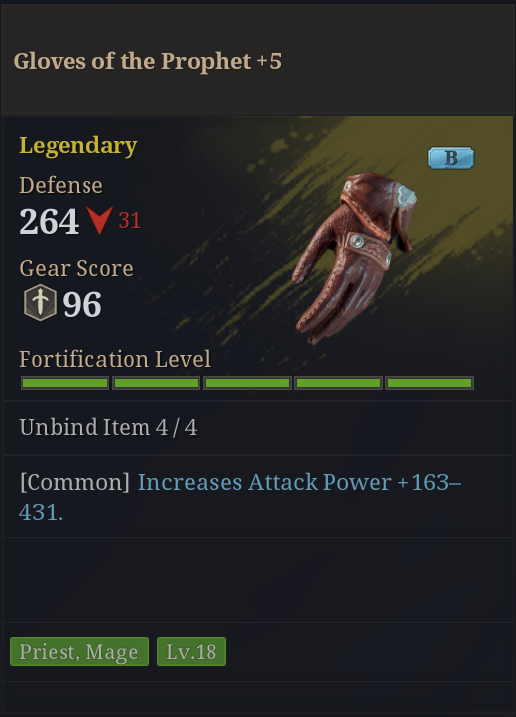 Gloves of the Prophet +5
Legendary
B
Defense
264 31
Gear Score
96
Fortification Level
Unbind Item 4 / 4
[Common] Increases Attack Power +163–
431.
Priest, Mage Lv.18